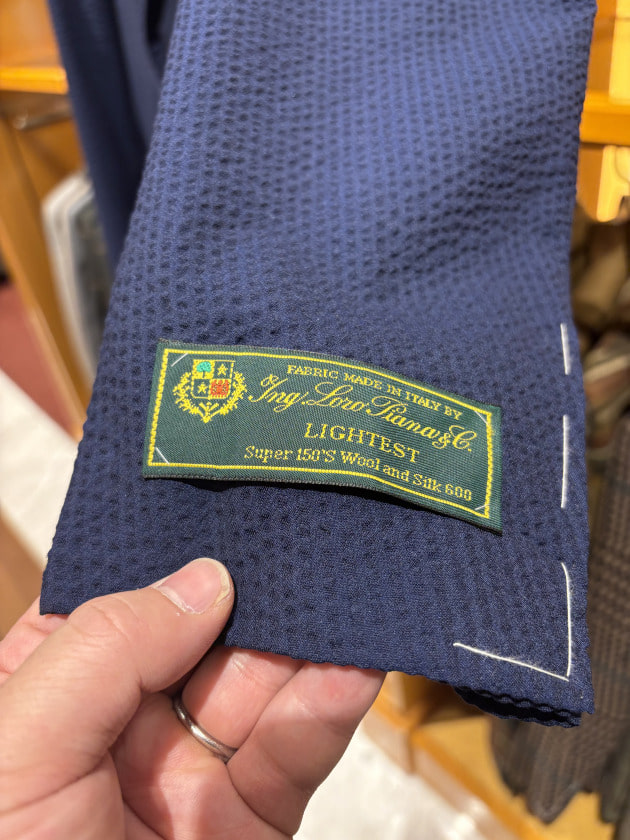 FABRIC MADE IN ITALY BY
Ing. Loro Piana & C.
LIGHTEST
Super 150'S Wool and Silk 600